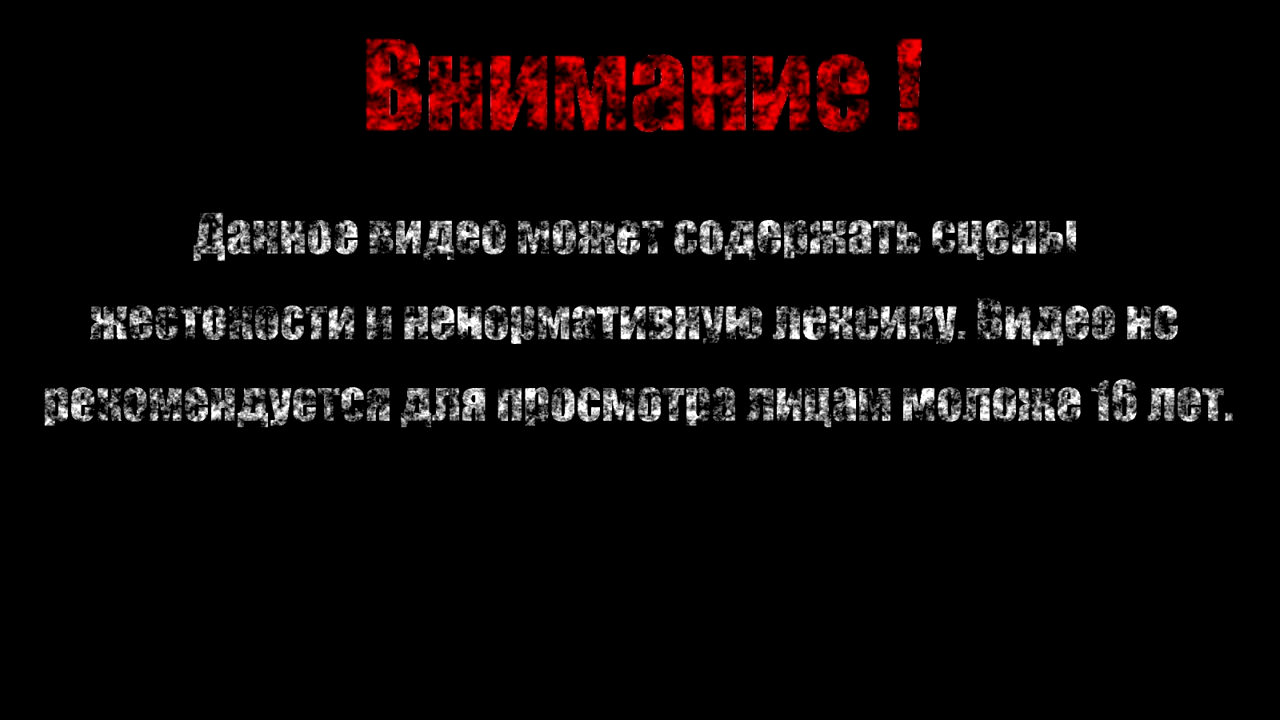 Внимание !
Данное видео может содержать сцены
жестокости и ненормативную лексику. Видео не
рекомендуется для просмотра лицам моложе 16 лет.